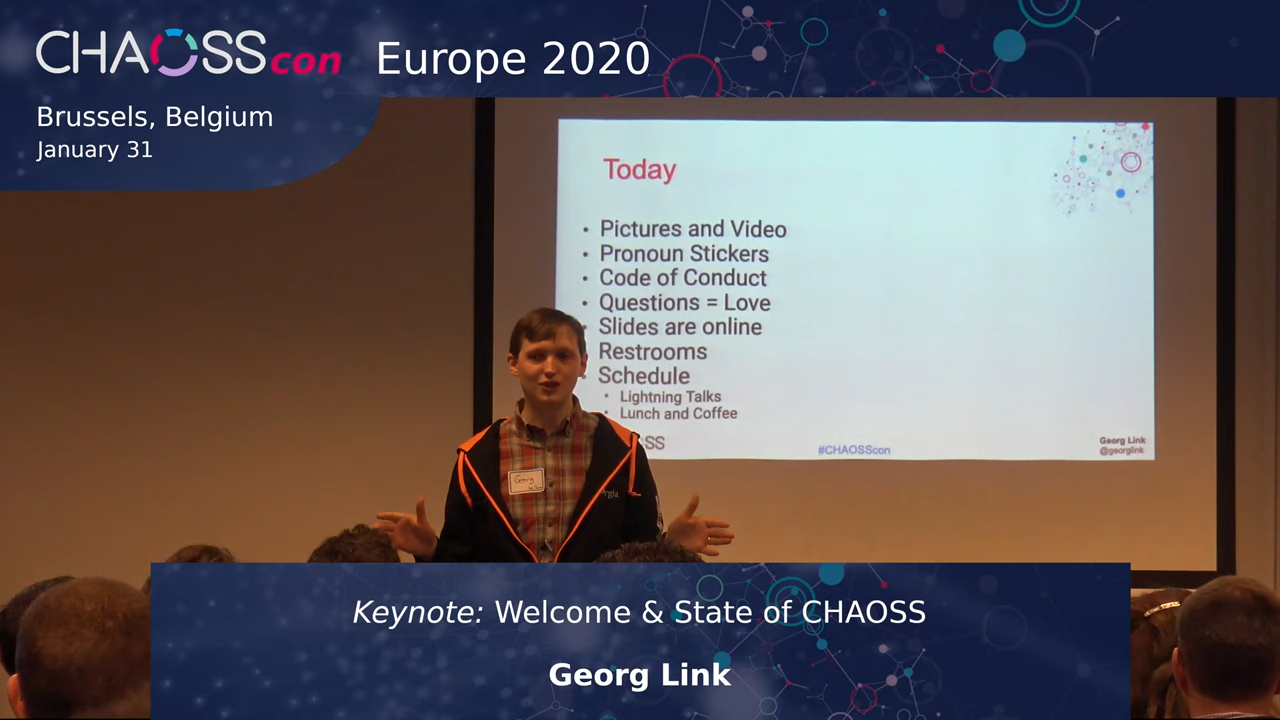 CHAOSScon Europe 2020
Brussels, Belgium
January 31
Today
• Pictures and Video
• Pronoun Stickers
• Code of Conduct
• Questions = Love
• Slides are online
Restrooms
Schedule
• Lightning Talks
• Lunch and Coffee
SS
#CHAOSScon
Georg Link
@georglink
Georg
Keynote: Welcome & State of CHAOSS
Georg Link